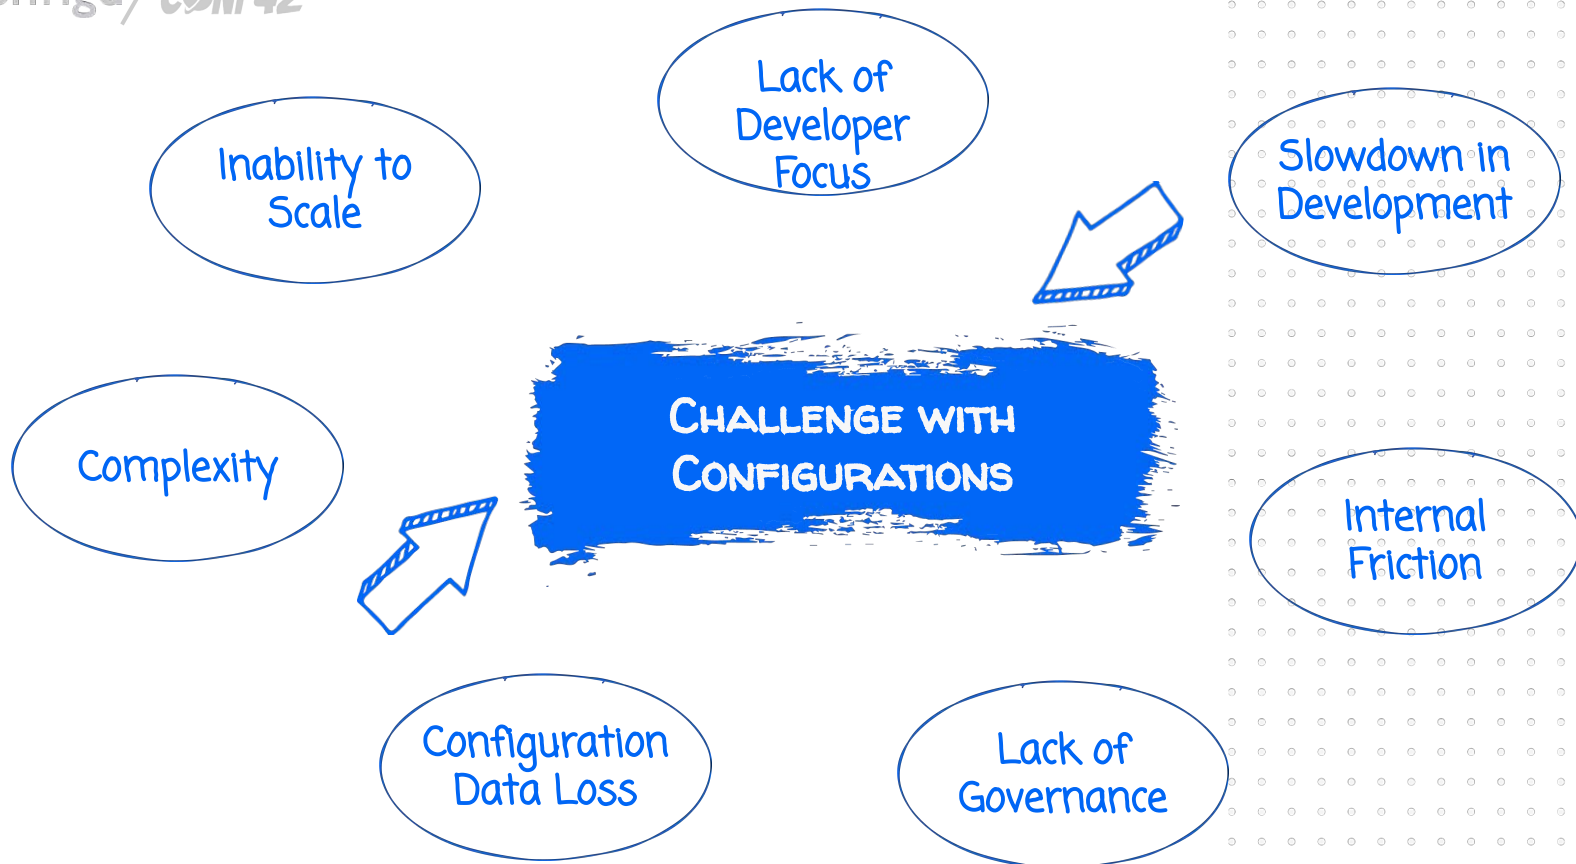 CONF42
Lack of
Developer
Focus
Inability to
Scale
Slowdown in
Development
CHALLENGE WITH
CONFIGURATIONS
Complexity
Internal
Friction
Configuration
Data Loss
Lack of
Governance